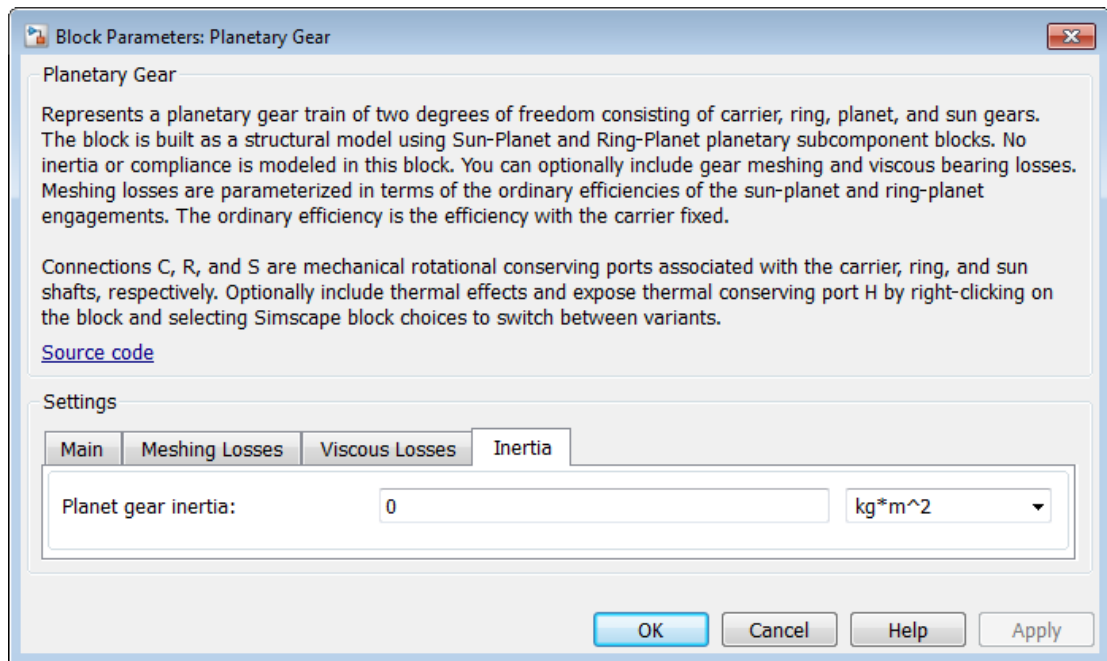 Block Parameters: Planetary Gear
Planetary Gear
Represents a planetary gear train of two degrees of freedom consisting of carrier, ring, planet, and sun gears.
The block is built as a structural model using Sun-Planet and Ring-Planet planetary subcomponent blocks. No
inertia or compliance is modeled in this block. You can optionally include gear meshing and viscous bearing losses.
Meshing losses are parameterized in terms of the ordinary efficiencies of the sun-planet and ring-planet
engagements. The ordinary efficiency is the efficiency with the carrier fixed.
Connections C, R, and S are mechanical rotational conserving ports associated with the carrier, ring, and sun
shafts, respectively. Optionally include thermal effects and expose thermal conserving port H by right-clicking on
the block and selecting Simscape block choices to switch between variants.
Source code
Settings
Main Meshing Losses Viscous Losses Inertia
Planet gear inertia: 0 kg*m^2
OK Cancel Help Apply